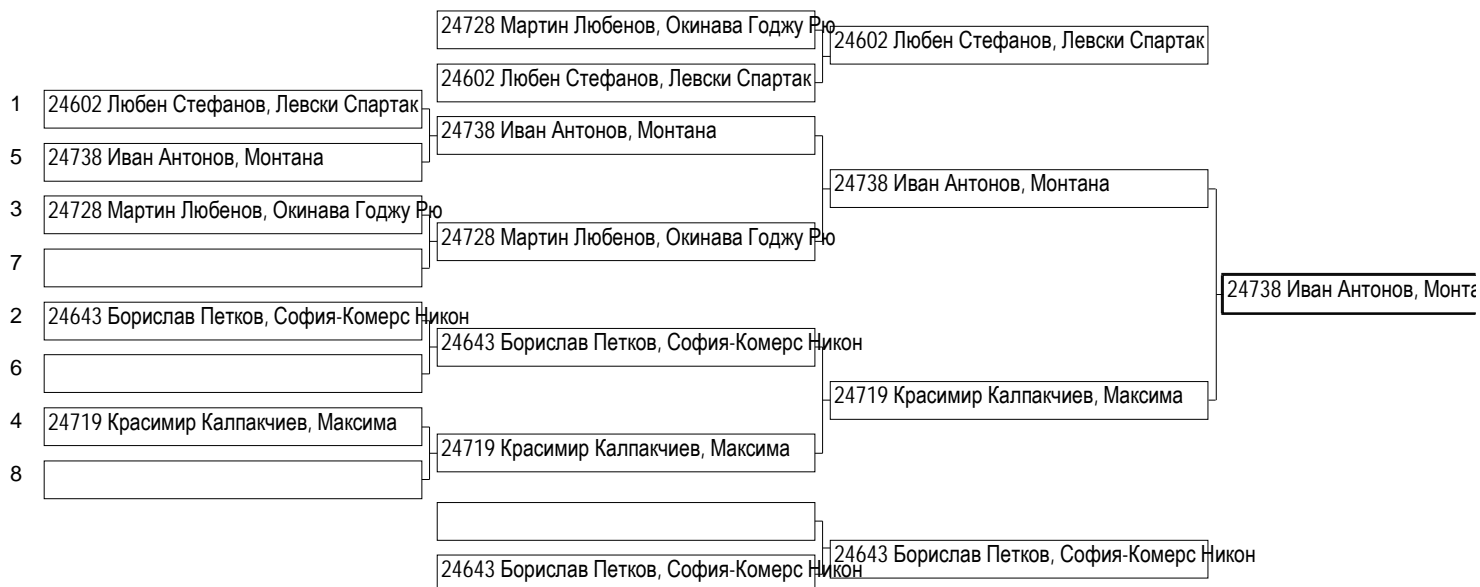 24728 Мартин Любенов, Окинава Годжу Рю
24602 Любен Стефанов, Левски Спартак
24602 Любен Стефанов, Левски Спартак
1 24602 Любен Стефанов, Левски Спартак
24738 Иван Антонов, Монтана
5 24738 Иван Антонов, Монтана
24738 Иван Антонов, Монтана
3 24728 Мартин Любенов, Окинава Годжу Рю
24728 Мартин Любенов, Окинава Годжу Рю
7
24738 Иван Антонов, Монта
2 24643 Борислав Петков, София-Комерс Никон
24643 Борислав Петков, София-Комерс Никон
6
24719 Красимир Калпакчиев, Максима
4 24719 Красимир Калпакчиев, Максима
24719 Красимир Калпакчиев, Максима
8
24643 Борислав Петков, София-Комерс Никон
24643 Борислав Петков, София-Комерс Никон